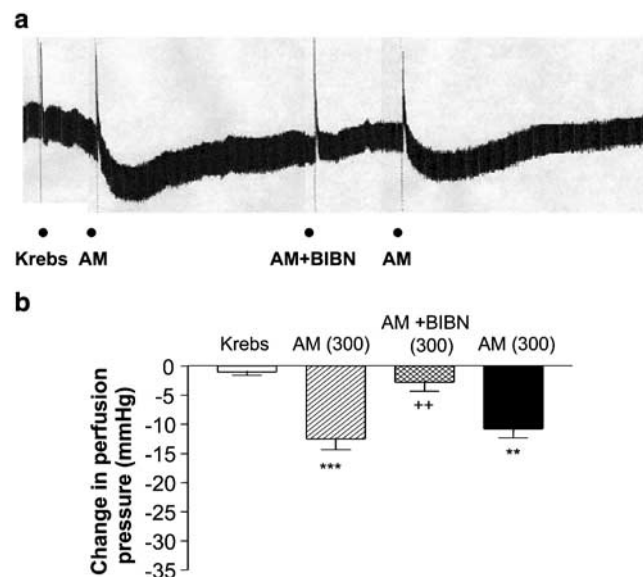 a
Krebs AM AM+BIBN AM
b
AM +BIBN
Krebs AM (300) (300) AM (300)
0
-5
-10
-15
-20
-25
-30
-35
Change in perfusion
pressure (mmHg)
***
++
**